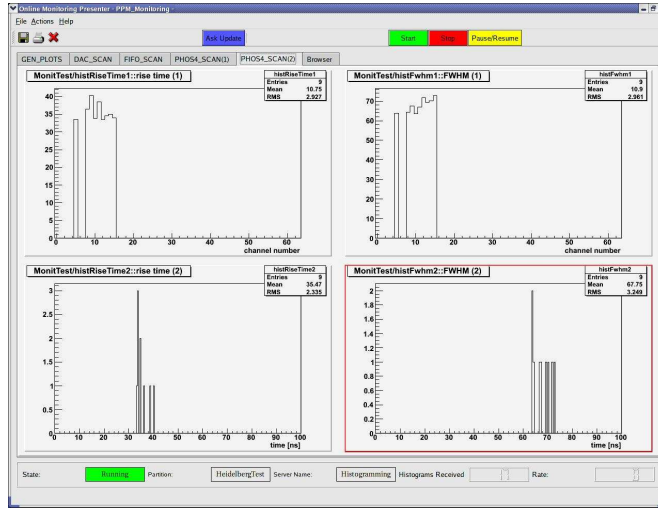 Online Monitoring Presenter - PPM_Monitoring -
File Actions Help
Ask Update Start Stop Pause/Resume
GEN_PLOTS DAC_SCAN FIFO_SCAN PHOS4_SCAN(1) PHOS4_SCAN(2) Browser
MonitTest/histRiseTime1::rise time (1)
histRiseTime1
Entries 9
Mean 10.75
RMS 2.927
40
35
30
25
20
15
10
5
0
0 10 20 30 40 50 60
channel number
MonitTest/histFwhm1::FWHM (1)
histFwhm1
Entries 9
Mean 10.9
RMS 2.961
70
60
50
40
30
20
10
0 10 20 30 40 50 60
channel number
MonitTest/histRiseTime2::rise time (2)
histRiseTime2
Entries 9
Mean 35.47
RMS 2.335
3
2.5
2
1.5
1
0.5
0
0 10 20 30 40 50 60 70 80 90 100
time [ns]
MonitTest/histFwhm2::FWHM (2)
histFwhm2
Entries 9
Mean 67.75
RMS 3.249
2
1.8
1.6
1.4
1.2
1
0.8
0.6
0.4
0.2
0
0 10 20 30 40 50 60 70 80 90 100
time [ns]
State: Running Partition: HeidelbergTest Server Name: Histogramming Histograms Received Rate: